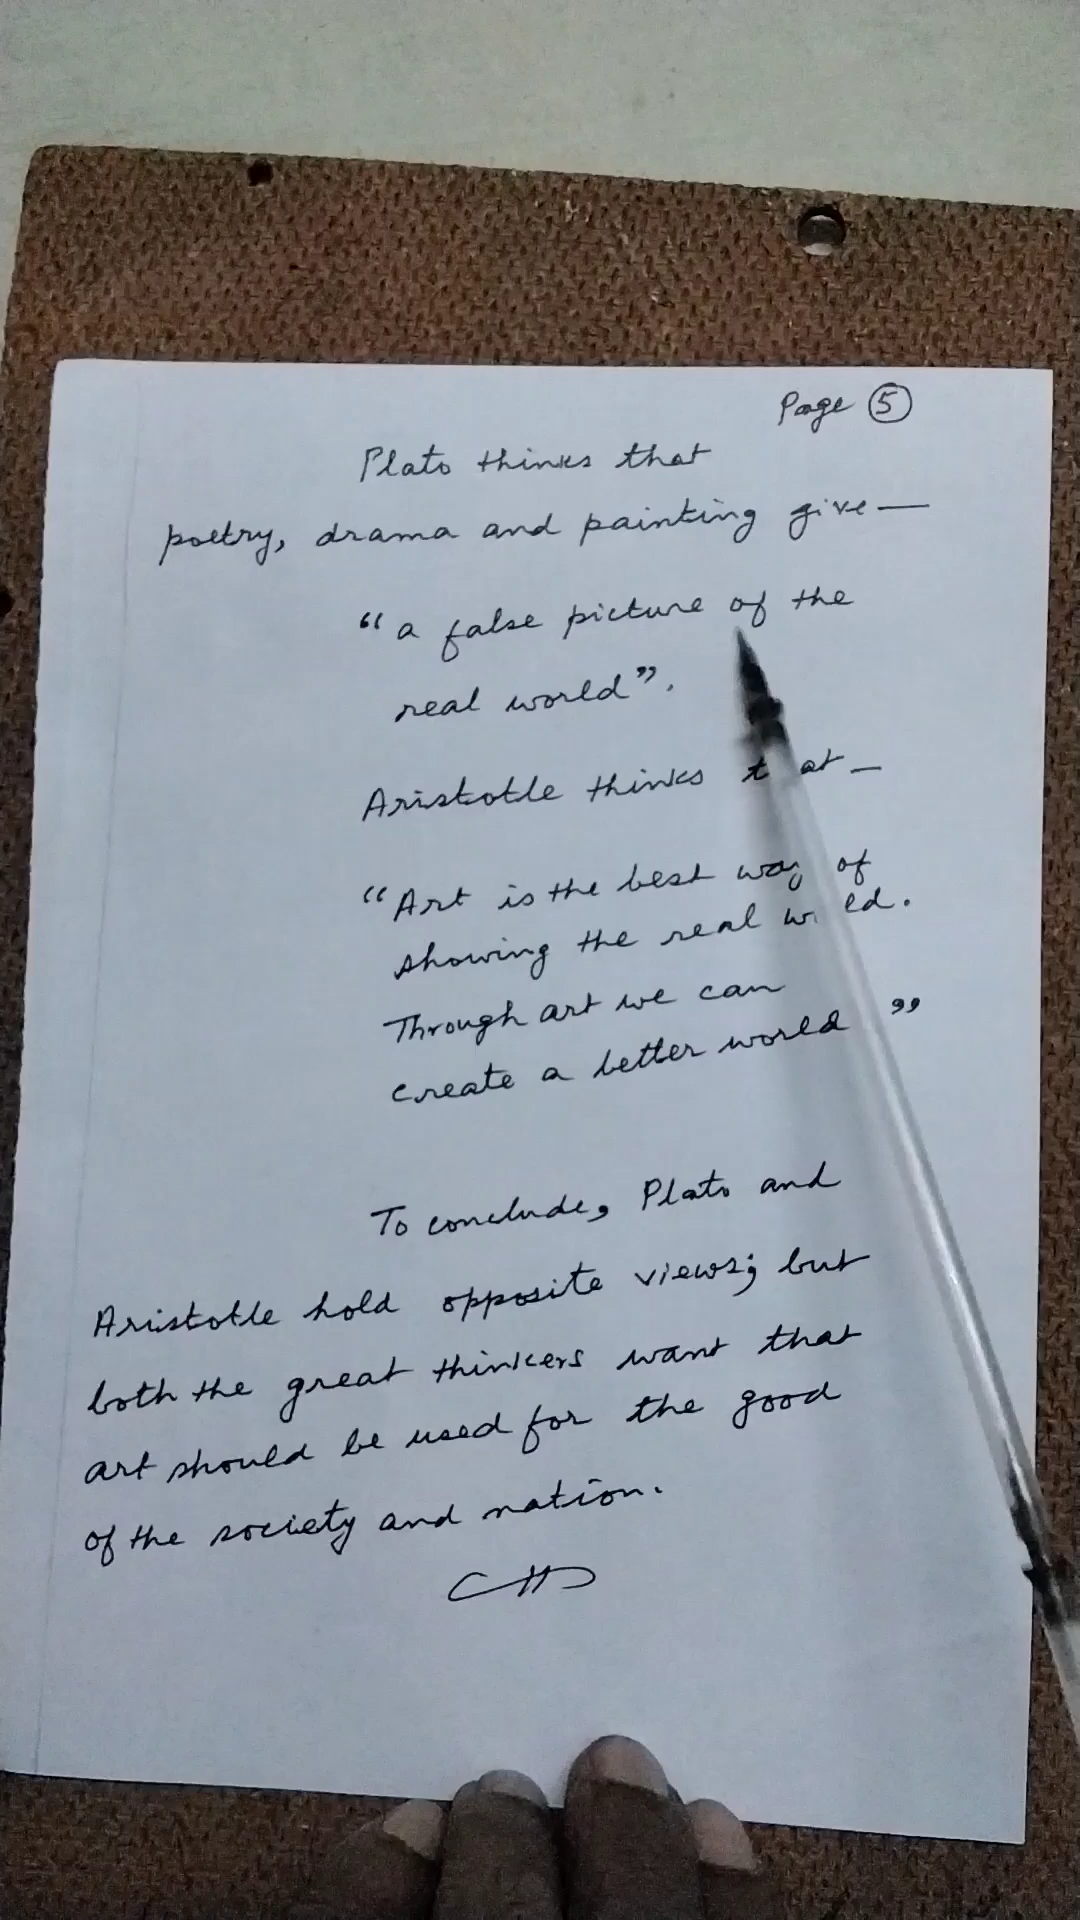 Page 5
Plato thinks that
poetry, drama and painting give —
"a false picture of the
real world".
Aristotle thinks that —
"Art is the best way of
showing the real world.
Through art we can
create a better world"
To conclude, Plato and
Aristotle hold opposite views; but
both the great thinkers want that
art should be used for the good
of the society and nation.